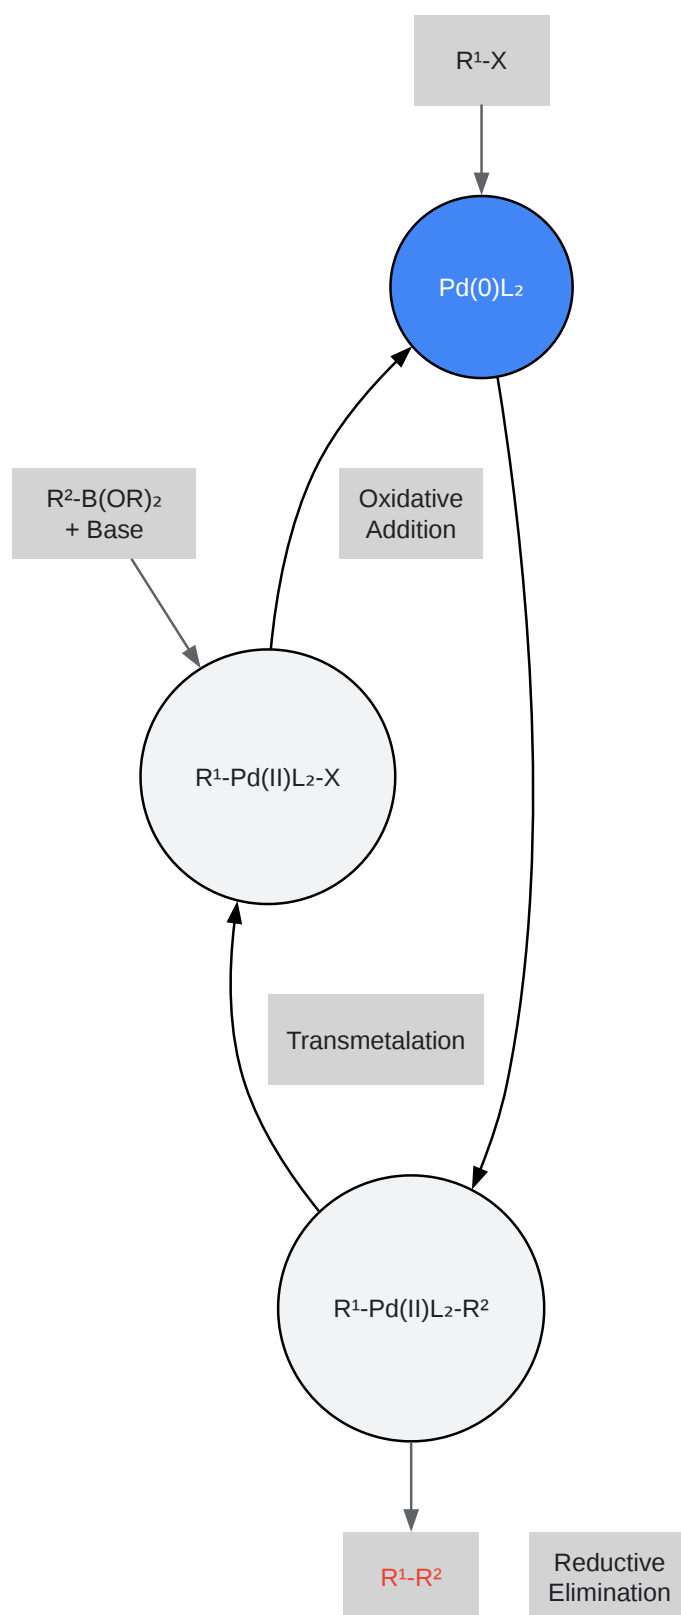 R¹-X
Pd(0)L₂
R²-B(OR)₂
+ Base
Oxidative
Addition
R¹-Pd(II)L₂-X
Transmetalation
R¹-Pd(II)L₂-R²
R¹-R²
Reductive
Elimination